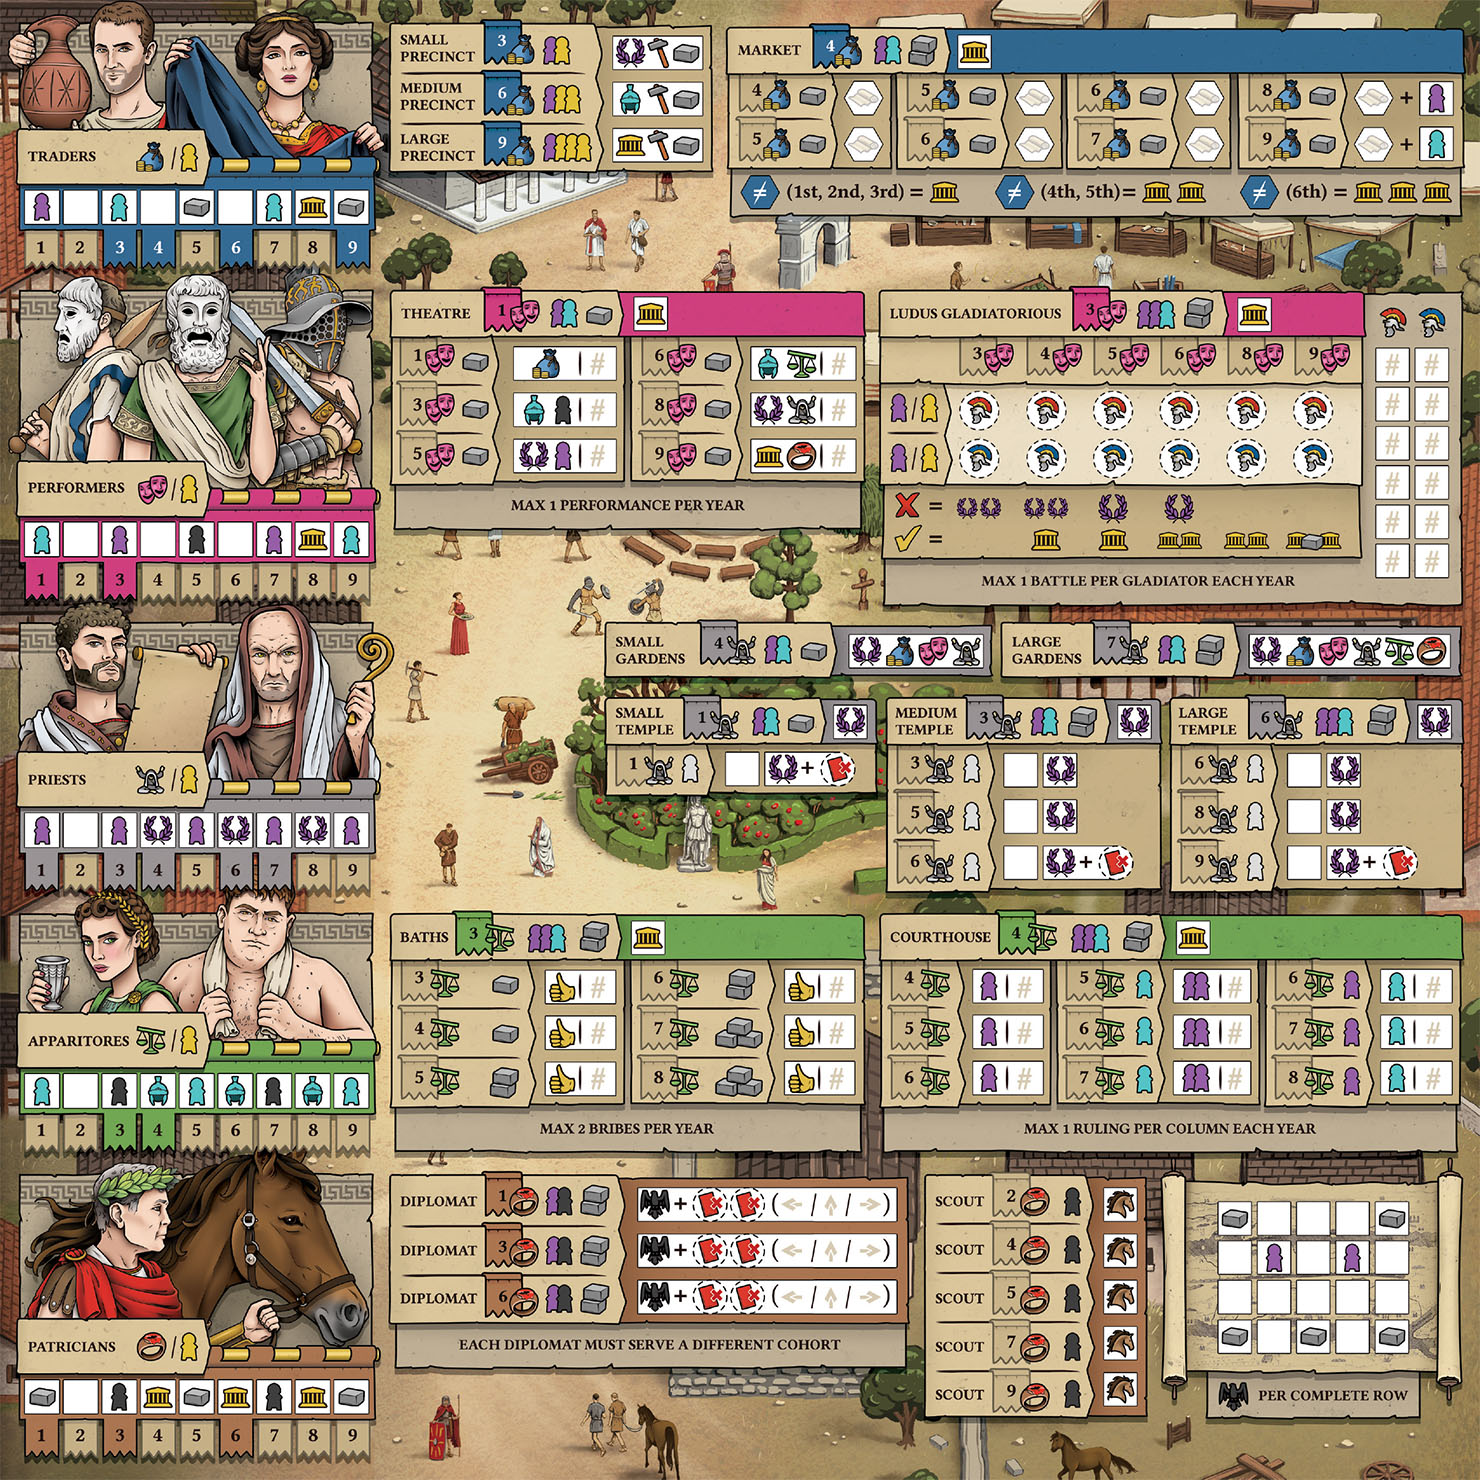 TRADERS /
1 2 3 4 5 6 7 8 9
SMALL PRECINCT 3
MEDIUM PRECINCT 6
LARGE PRECINCT 9
MARKET 4
4 5 6 8 +
5 6 7 9 +
≠ (1st, 2nd, 3rd) = ≠ (4th, 5th) = ≠ (6th) =
PERFORMERS /
1 2 3 4 5 6 7 8 9
THEATRE 1
1 | # 6 | #
3 | # 8 | #
5 | # 9 | #
MAX 1 PERFORMANCE PER YEAR
LUDUS GLADIATORIOUS 3
3 4 5 6 8 9
/
/
=
=
MAX 1 BATTLE PER GLADIATOR EACH YEAR
# #
# #
# #
# #
# #
# #
PRIESTS /
1 2 3 4 5 6 7 8 9
SMALL GARDENS 4
LARGE GARDENS 7
SMALL TEMPLE 1
1 +
MEDIUM TEMPLE 3
3
5
6 +
LARGE TEMPLE 6
6
8
9 +
APPARITORES /
1 2 3 4 5 6 7 8 9
BATHS 3
3 | # 6 | #
4 | # 7 | #
5 | # 8 | #
MAX 2 BRIBES PER YEAR
COURTHOUSE 4
4 | # 5 | # 6 | #
5 | # 6 | # 7 | #
6 | # 7 | # 8 | #
MAX 1 RULING PER COLUMN EACH YEAR
PATRICIANS /
1 2 3 4 5 6 7 8 9
DIPLOMAT 1 + (← / ↑ / →)
DIPLOMAT 3 + (← / ↑ / →)
DIPLOMAT 6 + (← / ↑ / →)
EACH DIPLOMAT MUST SERVE A DIFFERENT COHORT
SCOUT 2
SCOUT 4
SCOUT 5
SCOUT 7
SCOUT 9
PER COMPLETE ROW